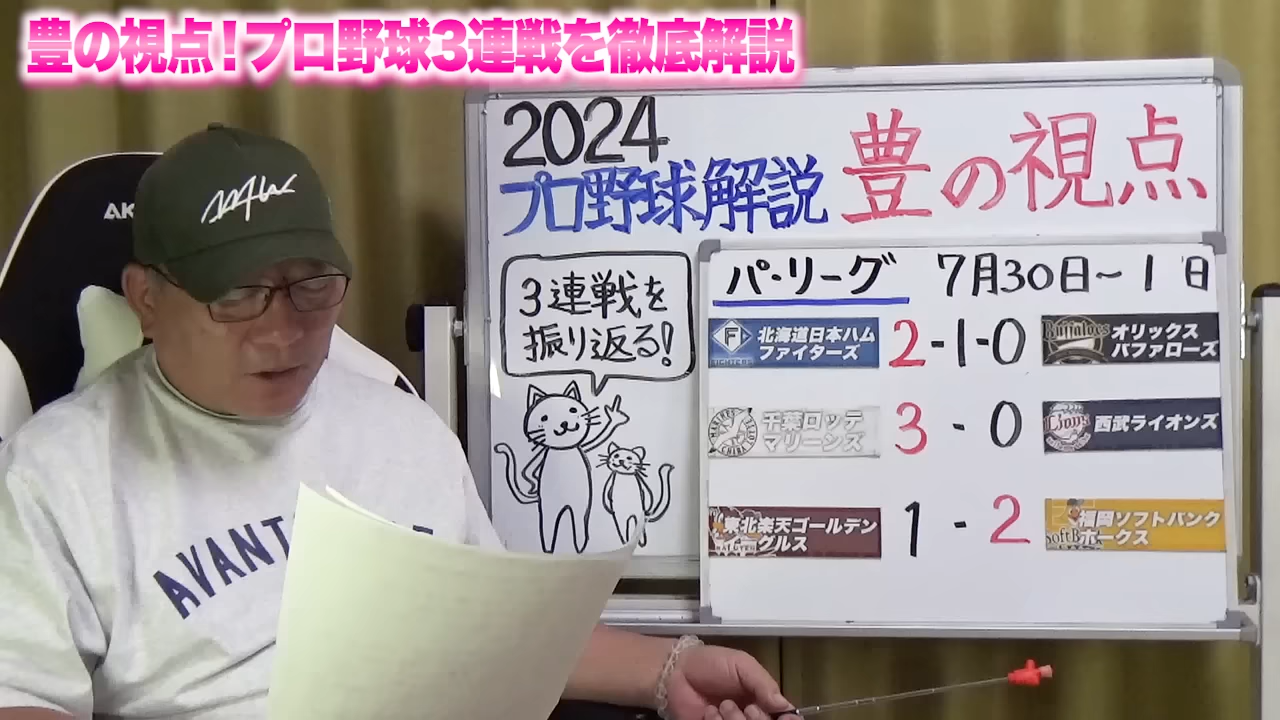 豊の視点！プロ野球3連戦を徹底解説
2024
プロ野球解説 豊の視点
3連戦を
振り返る!
パ・リーグ 7月30日～1日
北海道日本ハム
ファイターズ
FIGHTERS
2-1-0
Buffaloes
オリックス
バファローズ
千葉ロッテ
マリーンズ
3-0
Lions
西武ライオンズ
東北楽天ゴールデン
グルス
1-2
福岡ソフトバンク
ホークス
AK
AVANT